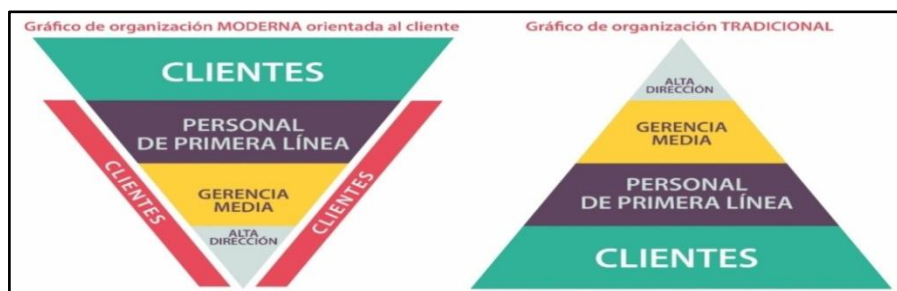 Gráfico de organización MODERNA orientada al cliente
CLIENTES
PERSONAL
DE PRIMERA LÍNEA
GERENCIA
MEDIA
ALTA
DIRECCIÓN
CLIENTES
CLIENTES
Gráfico de organización TRADICIONAL
ALTA
DIRECCIÓN
GERENCIA
MEDIA
PERSONAL
DE PRIMERA LÍNEA
CLIENTES